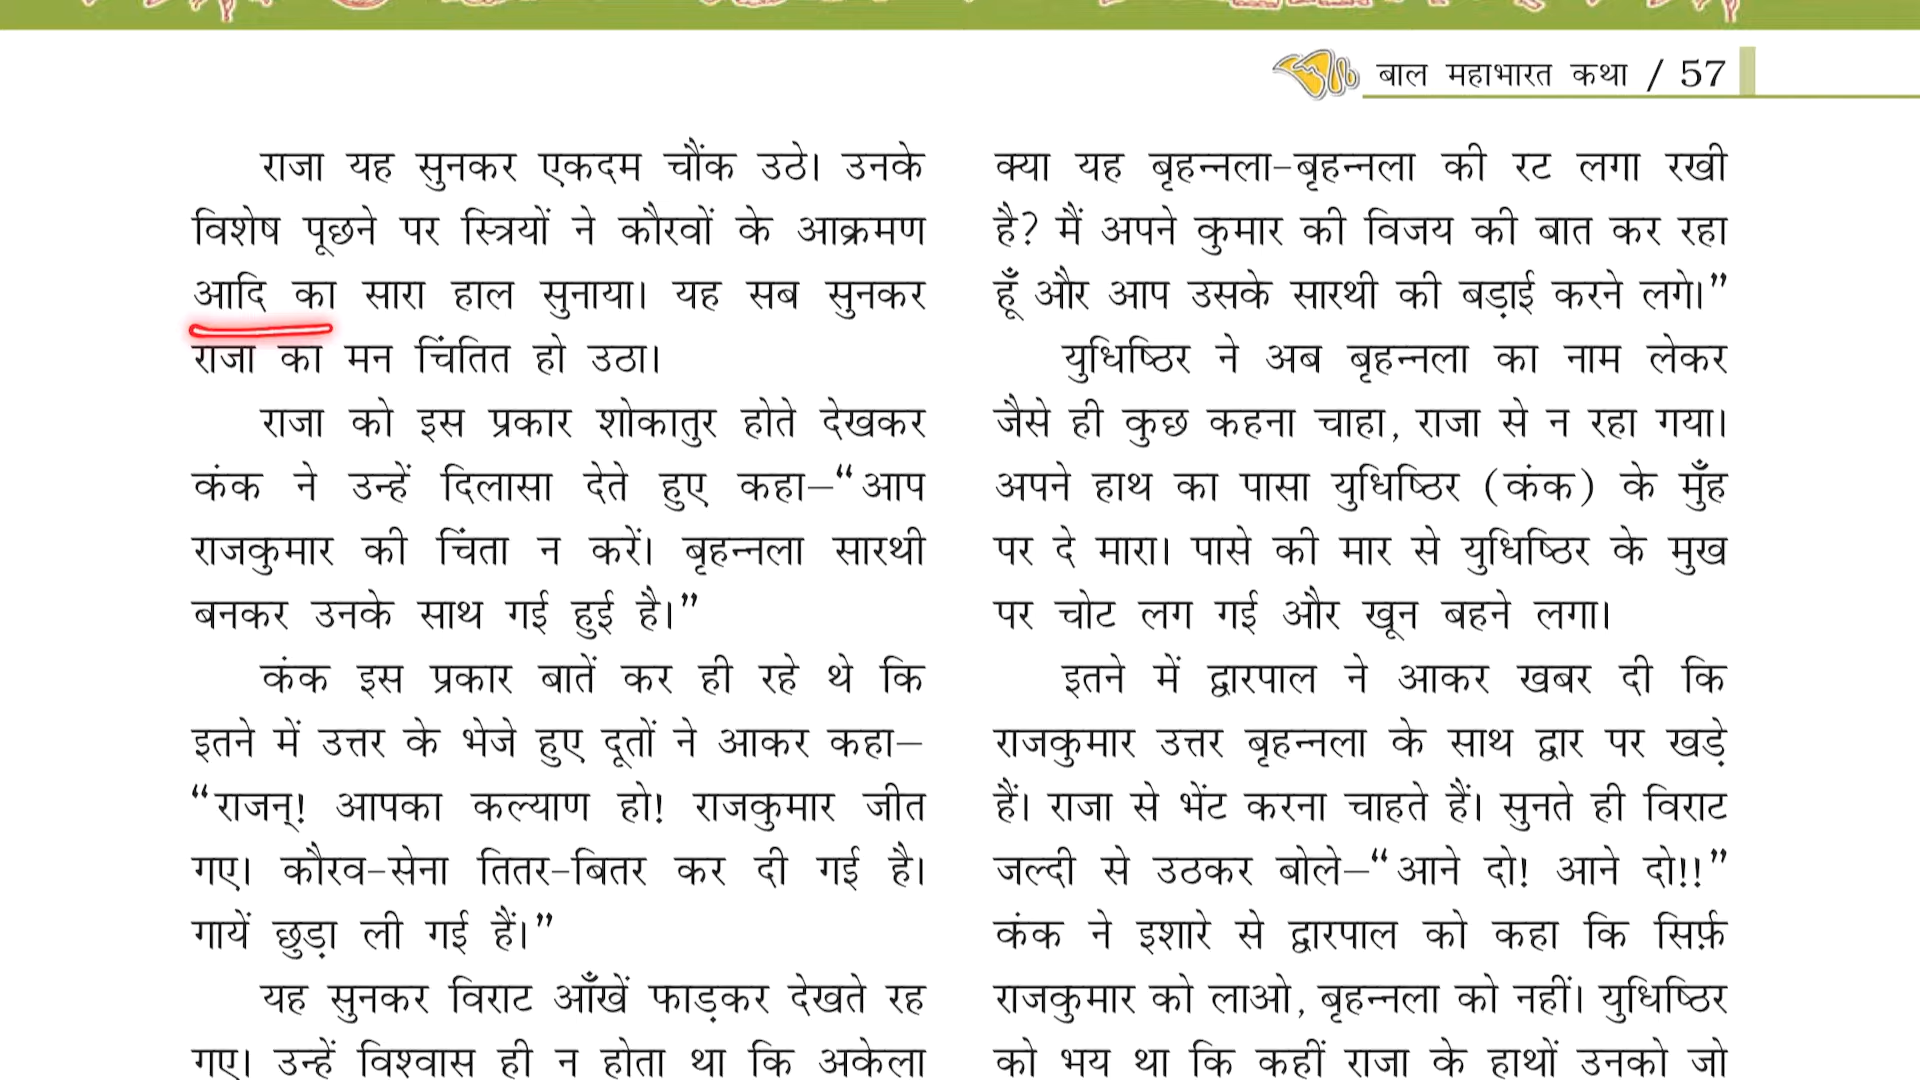 बाल महाभारत कथा / 57
राजा यह सुनकर एकदम चौंक उठे। उनके
विशेष पूछने पर स्त्रियों ने कौरवों के आक्रमण
आदि का सारा हाल सुनाया। यह सब सुनकर
राजा का मन चिंतित हो उठा।
राजा को इस प्रकार शोकातुर होते देखकर
कंक ने उन्हें दिलासा देते हुए कहा–“आप
राजकुमार की चिंता न करें। बृहन्नला सारथी
बनकर उनके साथ गई हुई है।”
कंक इस प्रकार बातें कर ही रहे थे कि
इतने में उत्तर के भेजे हुए दूतों ने आकर कहा–
“राजन्! आपका कल्याण हो! राजकुमार जीत
गए। कौरव-सेना तितर-बितर कर दी गई है।
गायें छुड़ा ली गई हैं।”
यह सुनकर विराट आँखें फाड़कर देखते रह
गए। उन्हें विश्वास ही न होता था कि अकेला
क्या यह बृहन्नला-बृहन्नला की रट लगा रखी
है? मैं अपने कुमार की विजय की बात कर रहा
हूँ और आप उसके सारथी की बड़ाई करने लगे।”
युधिष्ठिर ने अब बृहन्नला का नाम लेकर
जैसे ही कुछ कहना चाहा, राजा से न रहा गया।
अपने हाथ का पासा युधिष्ठिर (कंक) के मुँह
पर दे मारा। पासे की मार से युधिष्ठिर के मुख
पर चोट लग गई और खून बहने लगा।
इतने में द्वारपाल ने आकर खबर दी कि
राजकुमार उत्तर बृहन्नला के साथ द्वार पर खड़े
हैं। राजा से भेंट करना चाहते हैं। सुनते ही विराट
जल्दी से उठकर बोले–“आने दो! आने दो!!”
कंक ने इशारे से द्वारपाल को कहा कि सिर्फ़
राजकुमार को लाओ, बृहन्नला को नहीं। युधिष्ठिर
को भय था कि कहीं राजा के हाथों उनको जो